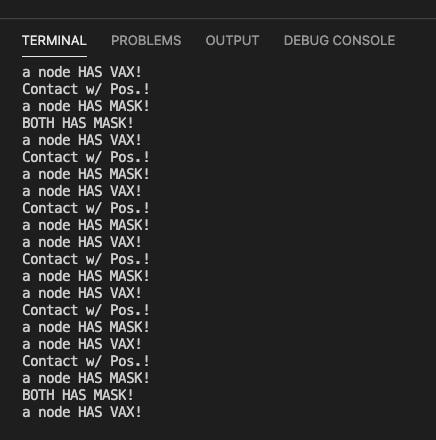 TERMINAL PROBLEMS OUTPUT DEBUG CONSOLE
a node HAS VAX!
Contact w/ Pos.!
a node HAS MASK!
BOTH HAS MASK!
a node HAS VAX!
Contact w/ Pos.!
a node HAS MASK!
a node HAS VAX!
Contact w/ Pos.!
a node HAS MASK!
a node HAS VAX!
Contact w/ Pos.!
a node HAS MASK!
a node HAS VAX!
Contact w/ Pos.!
a node HAS MASK!
a node HAS VAX!
Contact w/ Pos.!
a node HAS MASK!
BOTH HAS MASK!
a node HAS VAX!